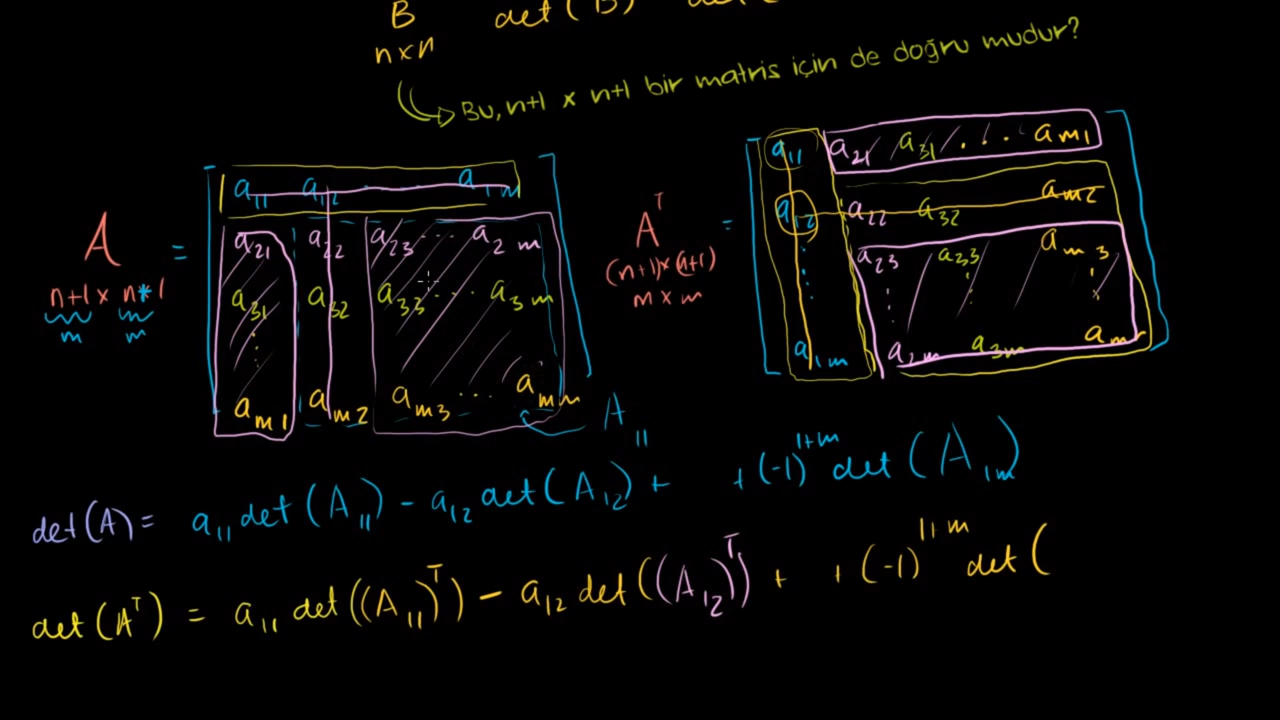 B det(B)
n×n
Bu, n+1 x n+1 bir matris için de doğru mudur?
A = a₁₁ a₁₂ . . a₁ₘ
a₂₁ a₂₂ a₂₃ ... a₂ₘ
a₃₁ a₃₂ a₃₃ ... a₃ₘ
aₘ₁ aₘ₂ aₘ₃ ... aₘₘ
n+1 × n+1
m m
A₁₁
Aᵀ = a₁₁ a₂₁ a₃₁ . . . aₘ₁
a₁₂ a₂₂ a₃₂ aₘ₂
a₂₃ a₃₃ aₘ₃
a₁ₘ a₂ₘ a₃ₘ
(n+1)×(n+1)
m × m
det(A) = a₁₁ det(A₁₁) - a₁₂ det(A₁₂) + + (-1)¹⁺ᵐ det(A₁ₘ)
det(Aᵀ) = a₁₁ det((A₁₁)ᵀ) - a₁₂ det((A₁₂)ᵀ) + + (-1)¹⁺ᵐ det(